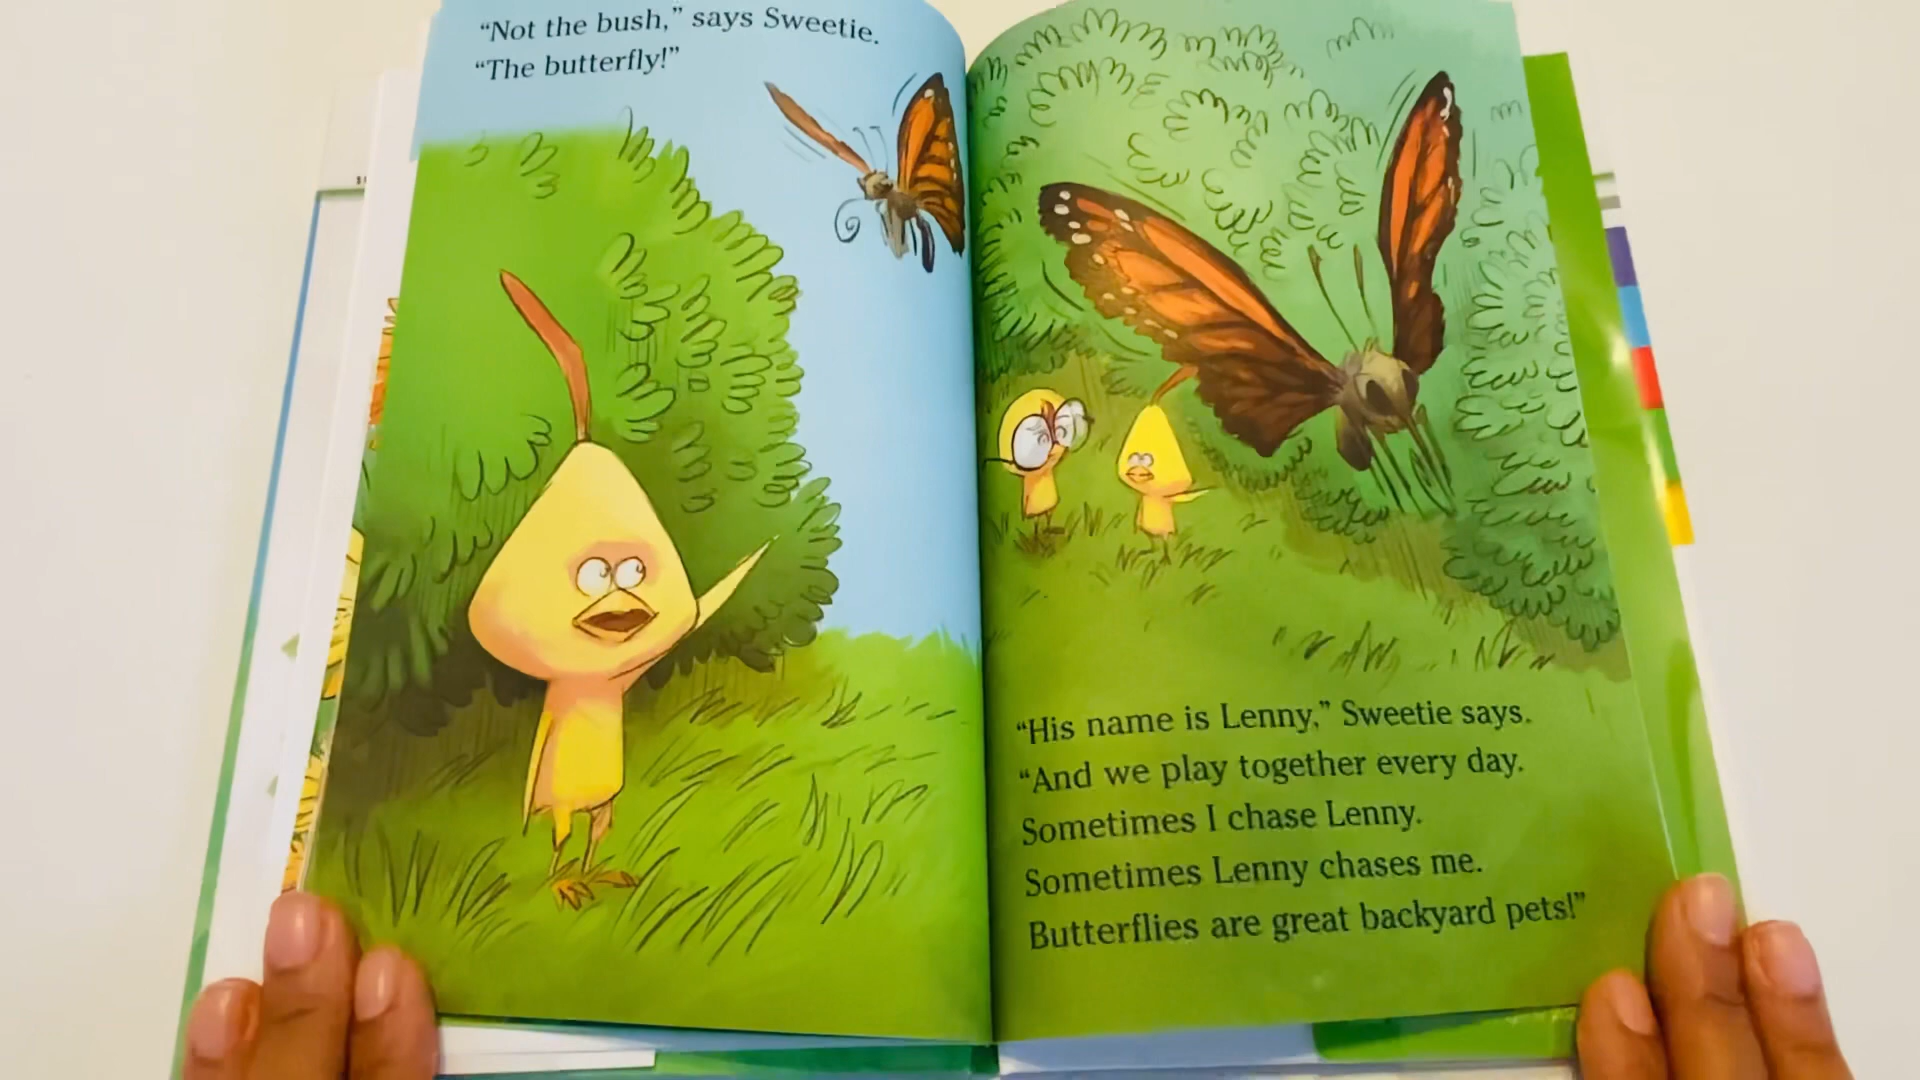 “Not the bush,” says Sweetie.
“The butterfly!”
“His name is Lenny,” Sweetie says.
“And we play together every day.
Sometimes I chase Lenny.
Sometimes Lenny chases me.
Butterflies are great backyard pets!”